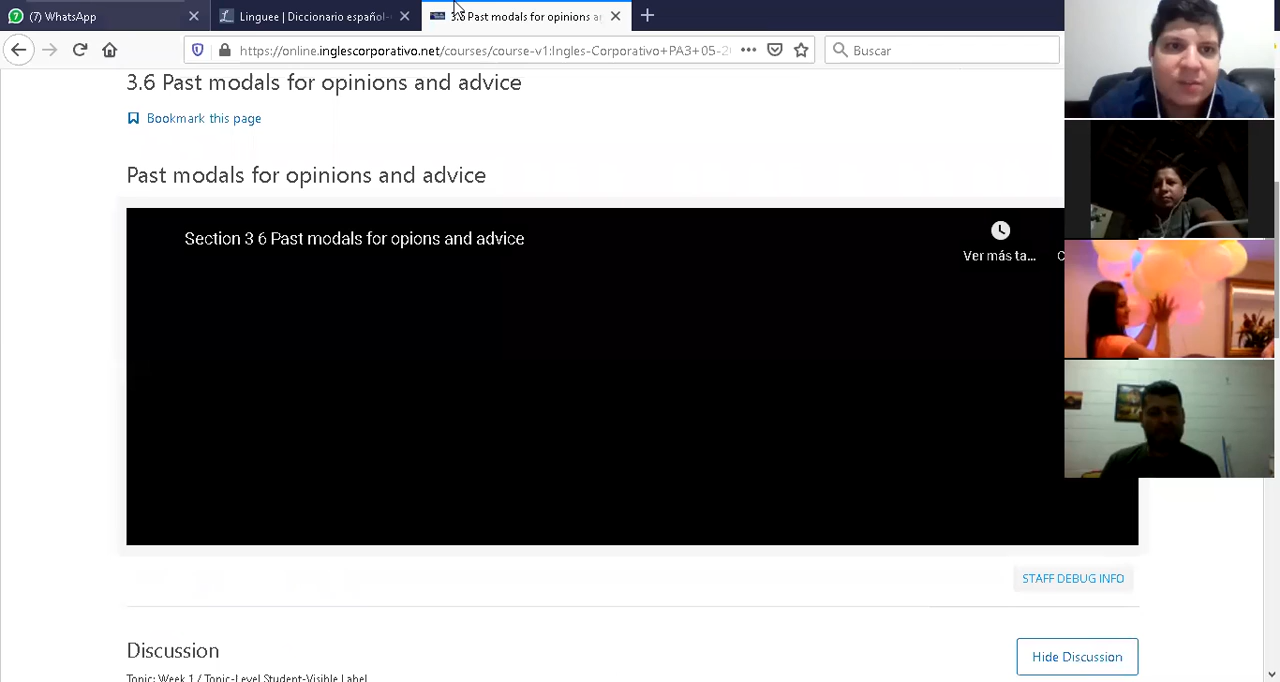 (7) WhatsApp
Linguee | Diccionario español-
3.6 Past modals for opinions a
https://online.inglescorporativo.net/courses/course-v1:Ingles-Corporativo+PA3+05-2
Buscar
3.6 Past modals for opinions and advice
Bookmark this page
Past modals for opinions and advice
Section 3 6 Past modals for opions and advice
Ver más ta...
C
STAFF DEBUG INFO
Discussion
Hide Discussion
Topic: Week 1 / Topic-Level Student-Visible Label